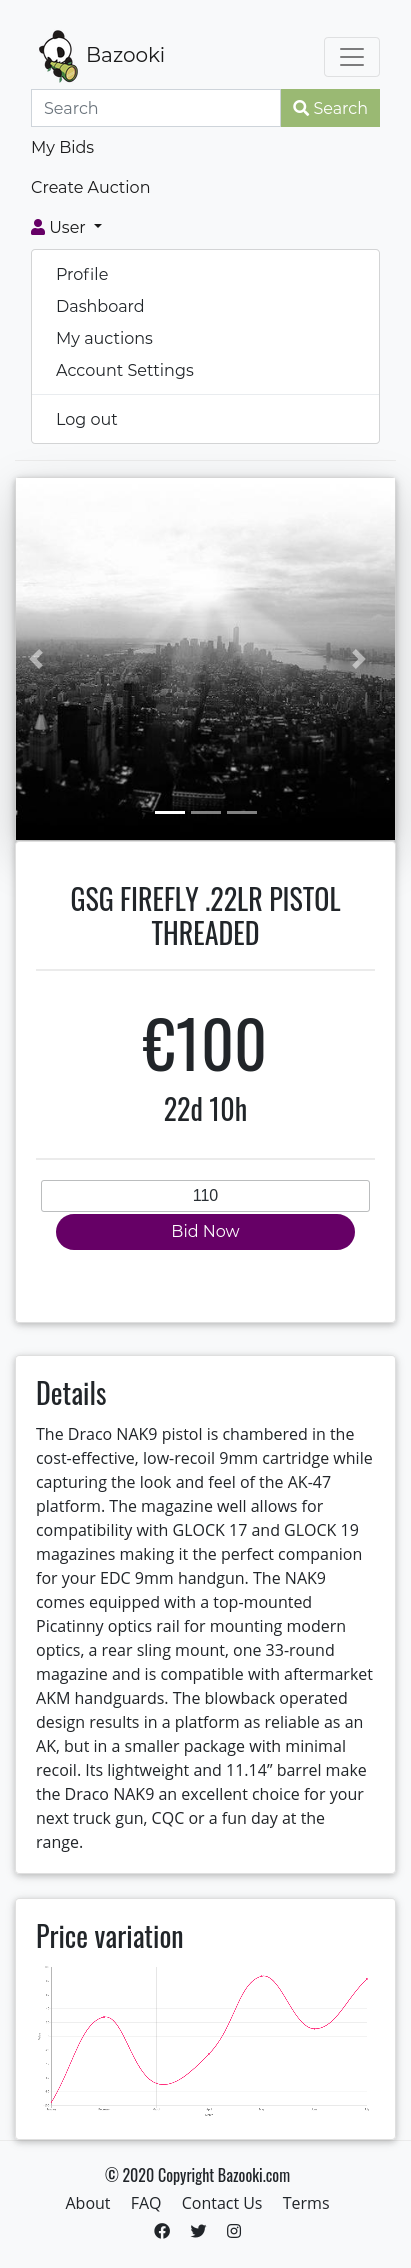 Bazooki
Search
Search
My Bids
Create Auction
User
Profile
Dashboard
My auctions
Account Settings
Log out
GSG FIREFLY .22LR PISTOL
THREADED
€100
22d 10h
110
Bid Now
Details
The Draco NAK9 pistol is chambered in the
cost-effective, low-recoil 9mm cartridge while
capturing the look and feel of the AK-47
platform. The magazine well allows for
compatibility with GLOCK 17 and GLOCK 19
magazines making it the perfect companion
for your EDC 9mm handgun. The NAK9
comes equipped with a top-mounted
Picatinny optics rail for mounting modern
optics, a rear sling mount, one 33-round
magazine and is compatible with aftermarket
AKM handguards. The blowback operated
design results in a platform as reliable as an
AK, but in a smaller package with minimal
recoil. Its lightweight and 11.14” barrel make
the Draco NAK9 an excellent choice for your
next truck gun, CQC or a fun day at the
range.
Price variation
© 2020 Copyright Bazooki.com
About FAQ Contact Us Terms